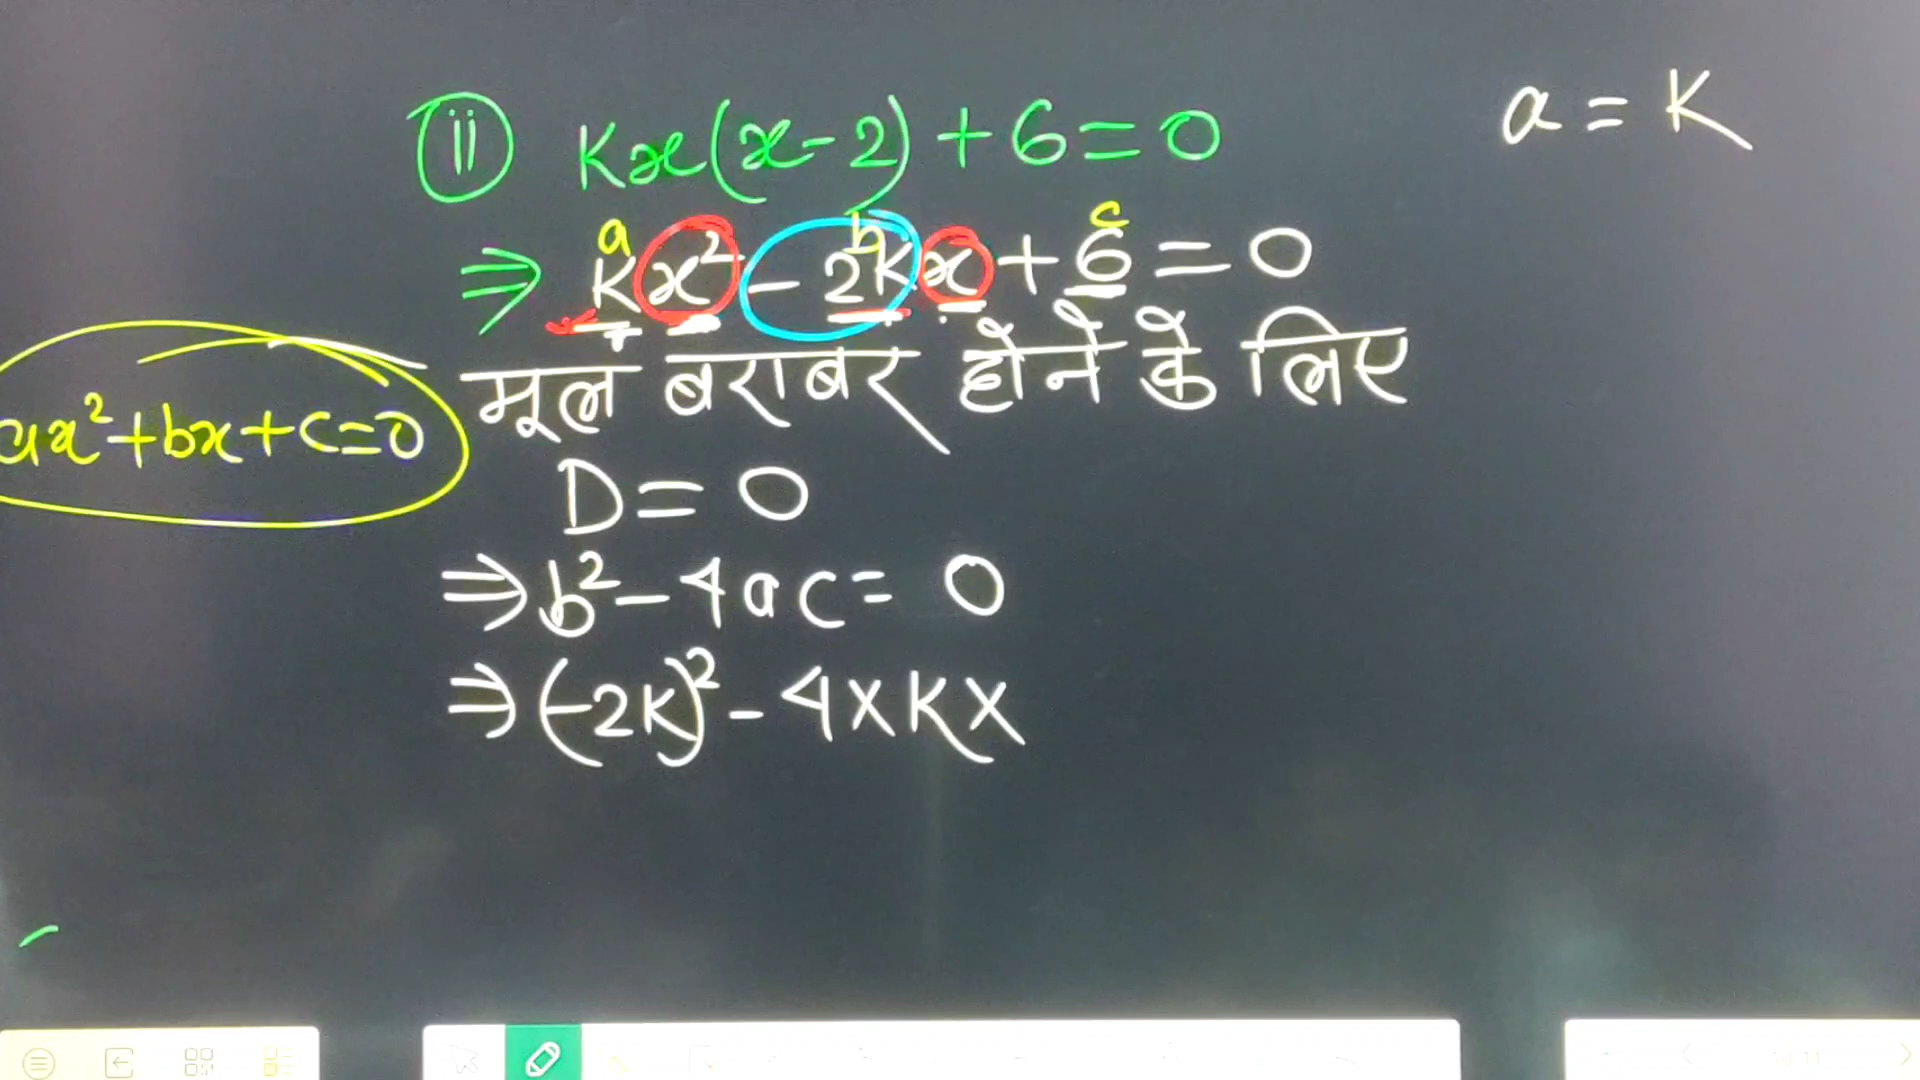 (ii) Kx(x-2)+6=0
a = K
a b c
⇒ Kx² - 2Kx + 6 = 0
मूल बराबर होने के लिए
ax²+bx+c=0
D = 0
⇒ b² - 4ac = 0
⇒ (-2K)² - 4×K×